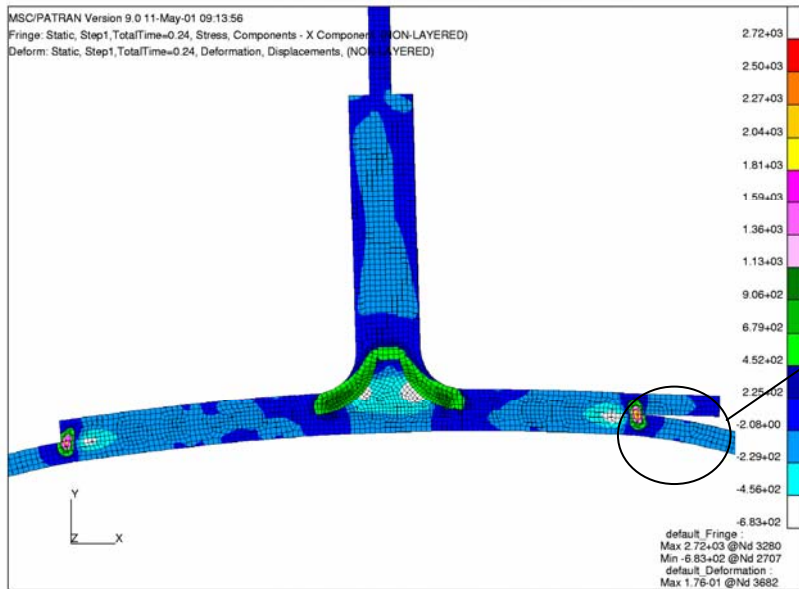 MSC/PATRAN Version 9.0 11-May-01 09:13:56
Fringe: Static, Step1,TotalTime=0.24, Stress, Components - X Component, (NON-LAYERED)
Deform: Static, Step1,TotalTime=0.24, Deformation, Displacements, (NON-LAYERED)
2.72+03
2.50+03
2.27+03
2.04+03
1.81+03
1.59+03
1.36+03
1.13+03
9.06+02
6.79+02
4.52+02
2.25+02
-2.08+00
-2.29+02
-4.56+02
-6.83+02
Y
Z
X
default_Fringe :
Max 2.72+03 @Nd 3280
Min -6.83+02 @Nd 2707
default_Deformation :
Max 1.76-01 @Nd 3682